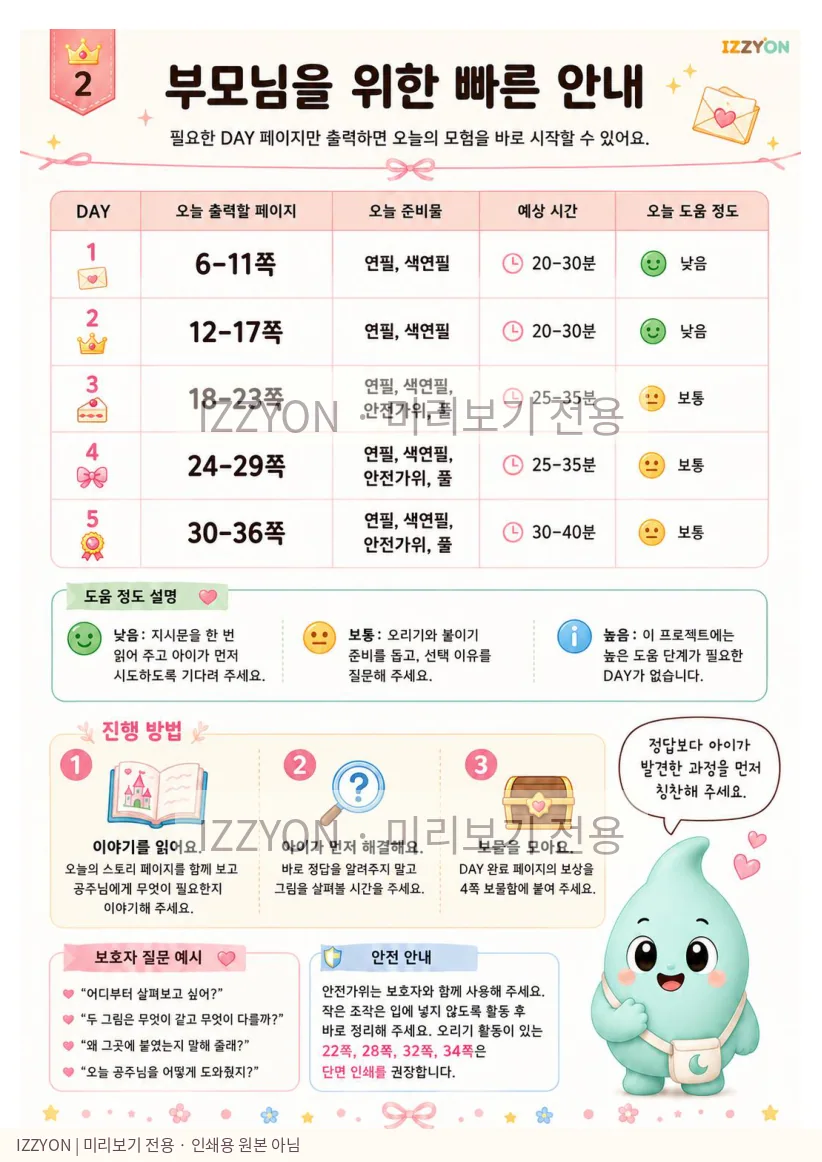 IZZYON
2
부모님을 위한 빠른 안내
필요한 DAY 페이지만 출력하면 오늘의 모험을 바로 시작할 수 있어요.
DAY 오늘 출력할 페이지 오늘 준비물 예상 시간 오늘 도움 정도
1 6–11쪽 연필, 색연필 20–30분 낮음
2 12–17쪽 연필, 색연필 20–30분 낮음
3 18–23쪽 연필, 색연필, 안전가위, 풀 25–35분 보통
IZZYON · 미리보기 전용
4 24–29쪽 연필, 색연필, 안전가위, 풀 25–35분 보통
5 30–36쪽 연필, 색연필, 안전가위, 풀 30–40분 보통
도움 정도 설명
낮음: 지시문을 한 번
읽어 주고 아이가 먼저
시도하도록 기다려 주세요.
보통: 오리기와 붙이기
준비를 돕고, 선택 이유를
질문해 주세요.
높음: 이 프로젝트에는
높은 도움 단계가 필요한
DAY가 없습니다.
진행 방법
1
이야기를 읽어요.
오늘의 스토리 페이지를 함께 보고
공주님에게 무엇이 필요한지
이야기해 주세요.
2
?
아이가 먼저 해결해요.
바로 정답을 알려주지 말고
그림을 살펴볼 시간을 주세요.
3
보물을 모아요.
DAY 완료 페이지의 보상을
4쪽 보물함에 붙여 주세요.
IZZYON · 미리보기 전용
정답보다 아이가
발견한 과정을 먼저
칭찬해 주세요.
보호자 질문 예시
“어디부터 살펴보고 싶어?”
“두 그림은 무엇이 같고 무엇이 다를까?”
“왜 그곳에 붙였는지 말해 줄래?”
“오늘 공주님을 어떻게 도와줬지?”
안전 안내
안전가위는 보호자와 함께 사용해 주세요.
작은 조각은 입에 넣지 않도록 활동 후
바로 정리해 주세요. 오리기 활동이 있는
22쪽, 28쪽, 32쪽, 34쪽은
단면 인쇄를 권장합니다.
IZZYON | 미리보기 전용 · 인쇄용 원본 아님